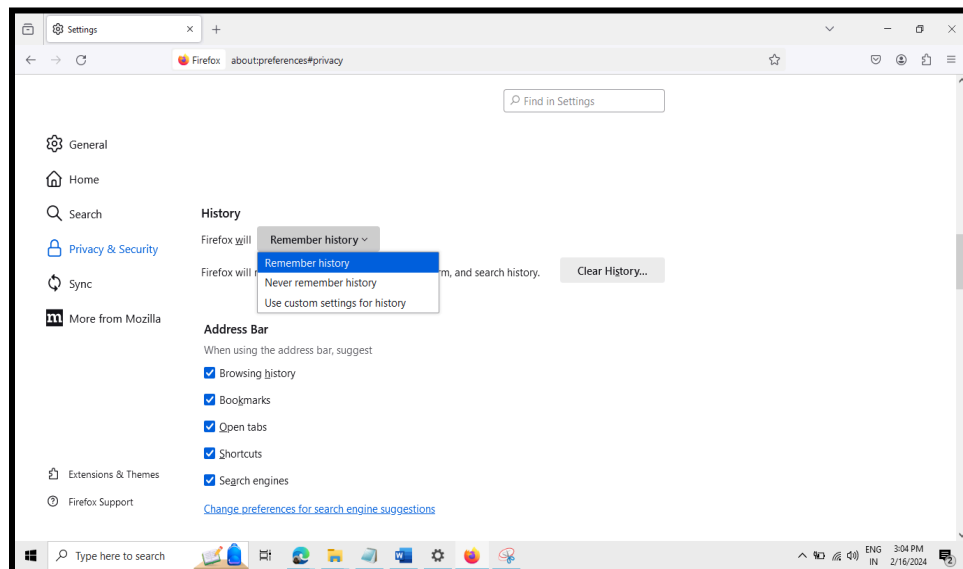 Settings
Firefox about:preferences#privacy
Find in Settings
General
Home
Search
Privacy & Security
Sync
More from Mozilla
Extensions & Themes
Firefox Support
History
Firefox will Remember history
Remember history
Never remember history
Use custom settings for history
Firefox will m, and search history. Clear History...
Address Bar
When using the address bar, suggest
Browsing history
Bookmarks
Open tabs
Shortcuts
Search engines
Change preferences for search engine suggestions
Type here to search
ENG 3:04 PM
IN 2/16/2024
2